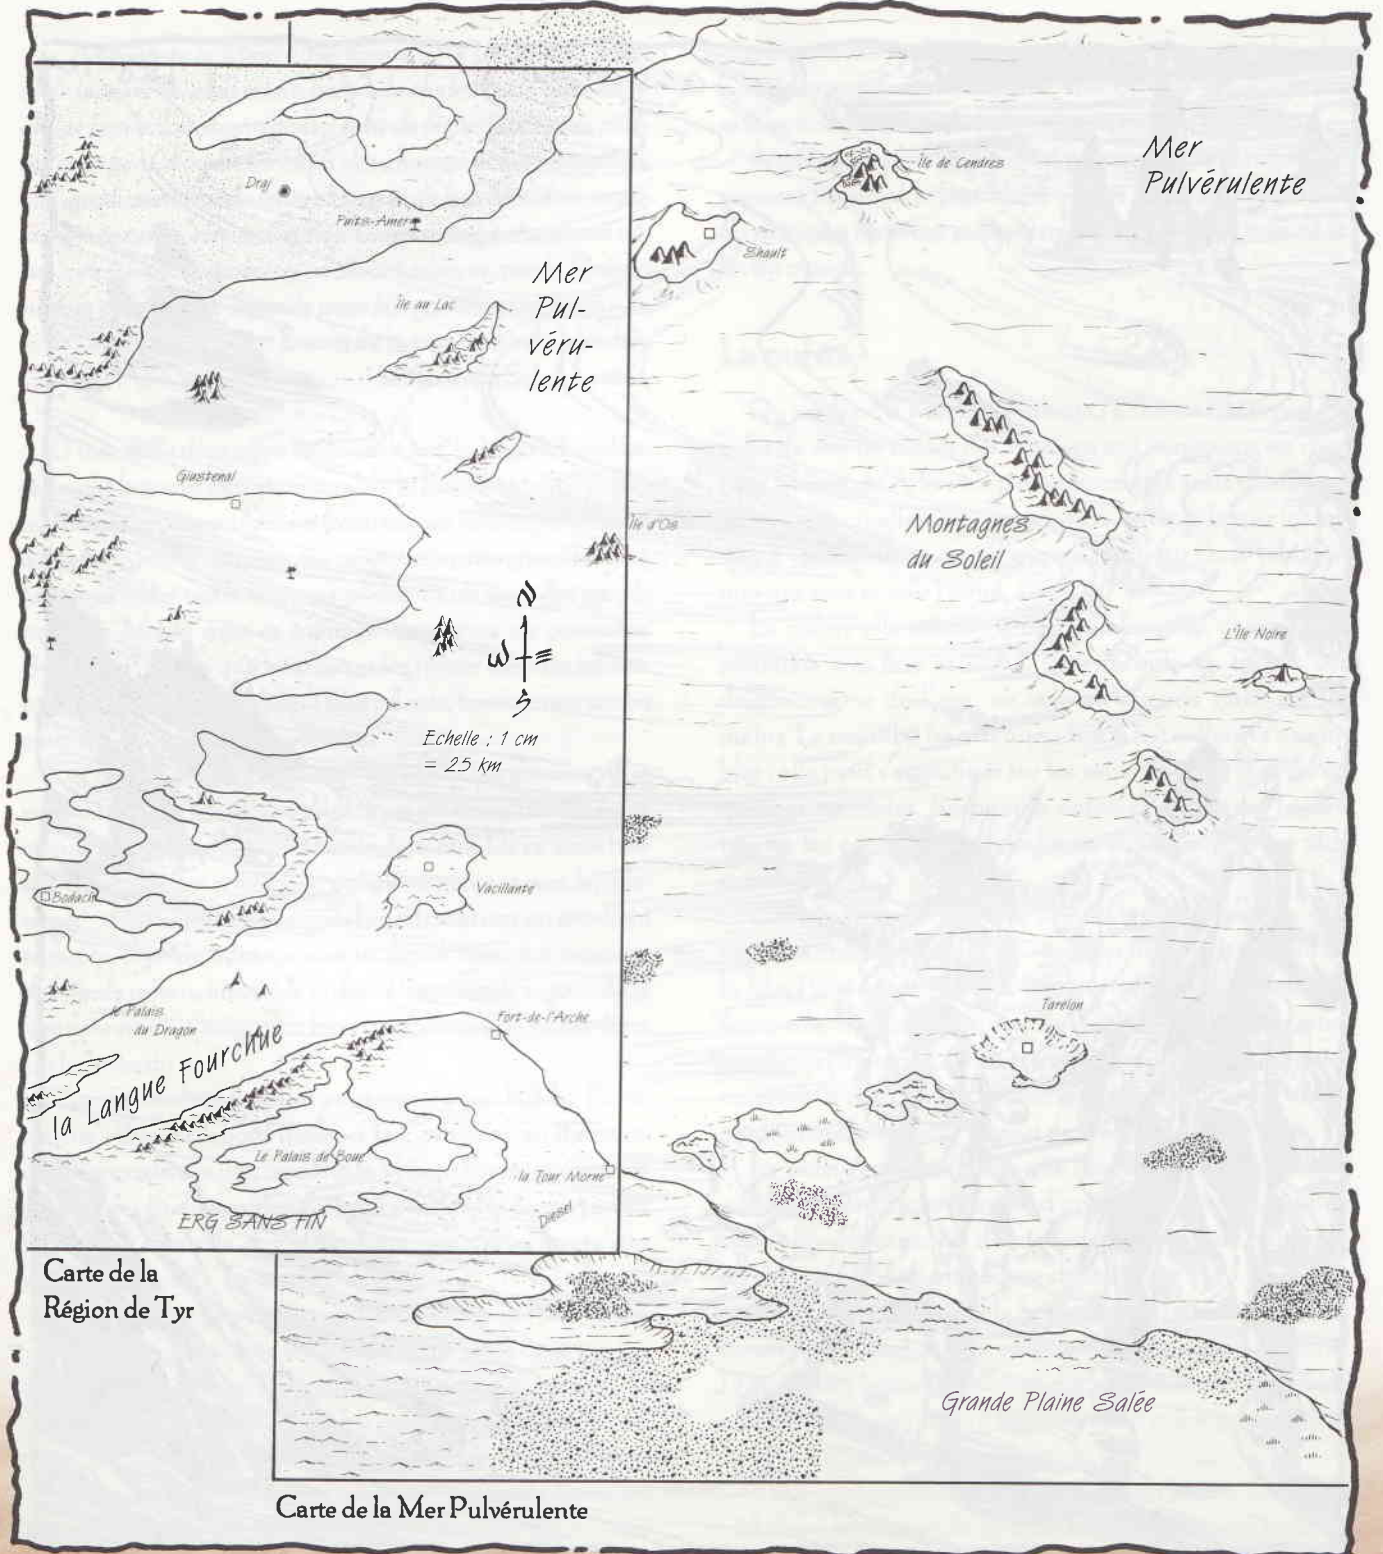 Île de Cendres
Mer
Pulvérulente
Draj
Puits-Amer
Shault
Mer
Pul-
véru-
lente
Île au Lac
Giustenal
Île d'Os
Montagnes
du Soleil
N
W
S
L'Île Noire
Echelle : 1 cm
= 25 km
Vacillante
Bodach
le Palais
du Dragon
Fort-de-l'Arche
Tarelon
la Langue Fourchue
Le Palais de Boue
la Tour Morne
Diesel
ERG SANS FIN
Carte de la
Région de Tyr
Grande Plaine Salée
Carte de la Mer Pulvérulente